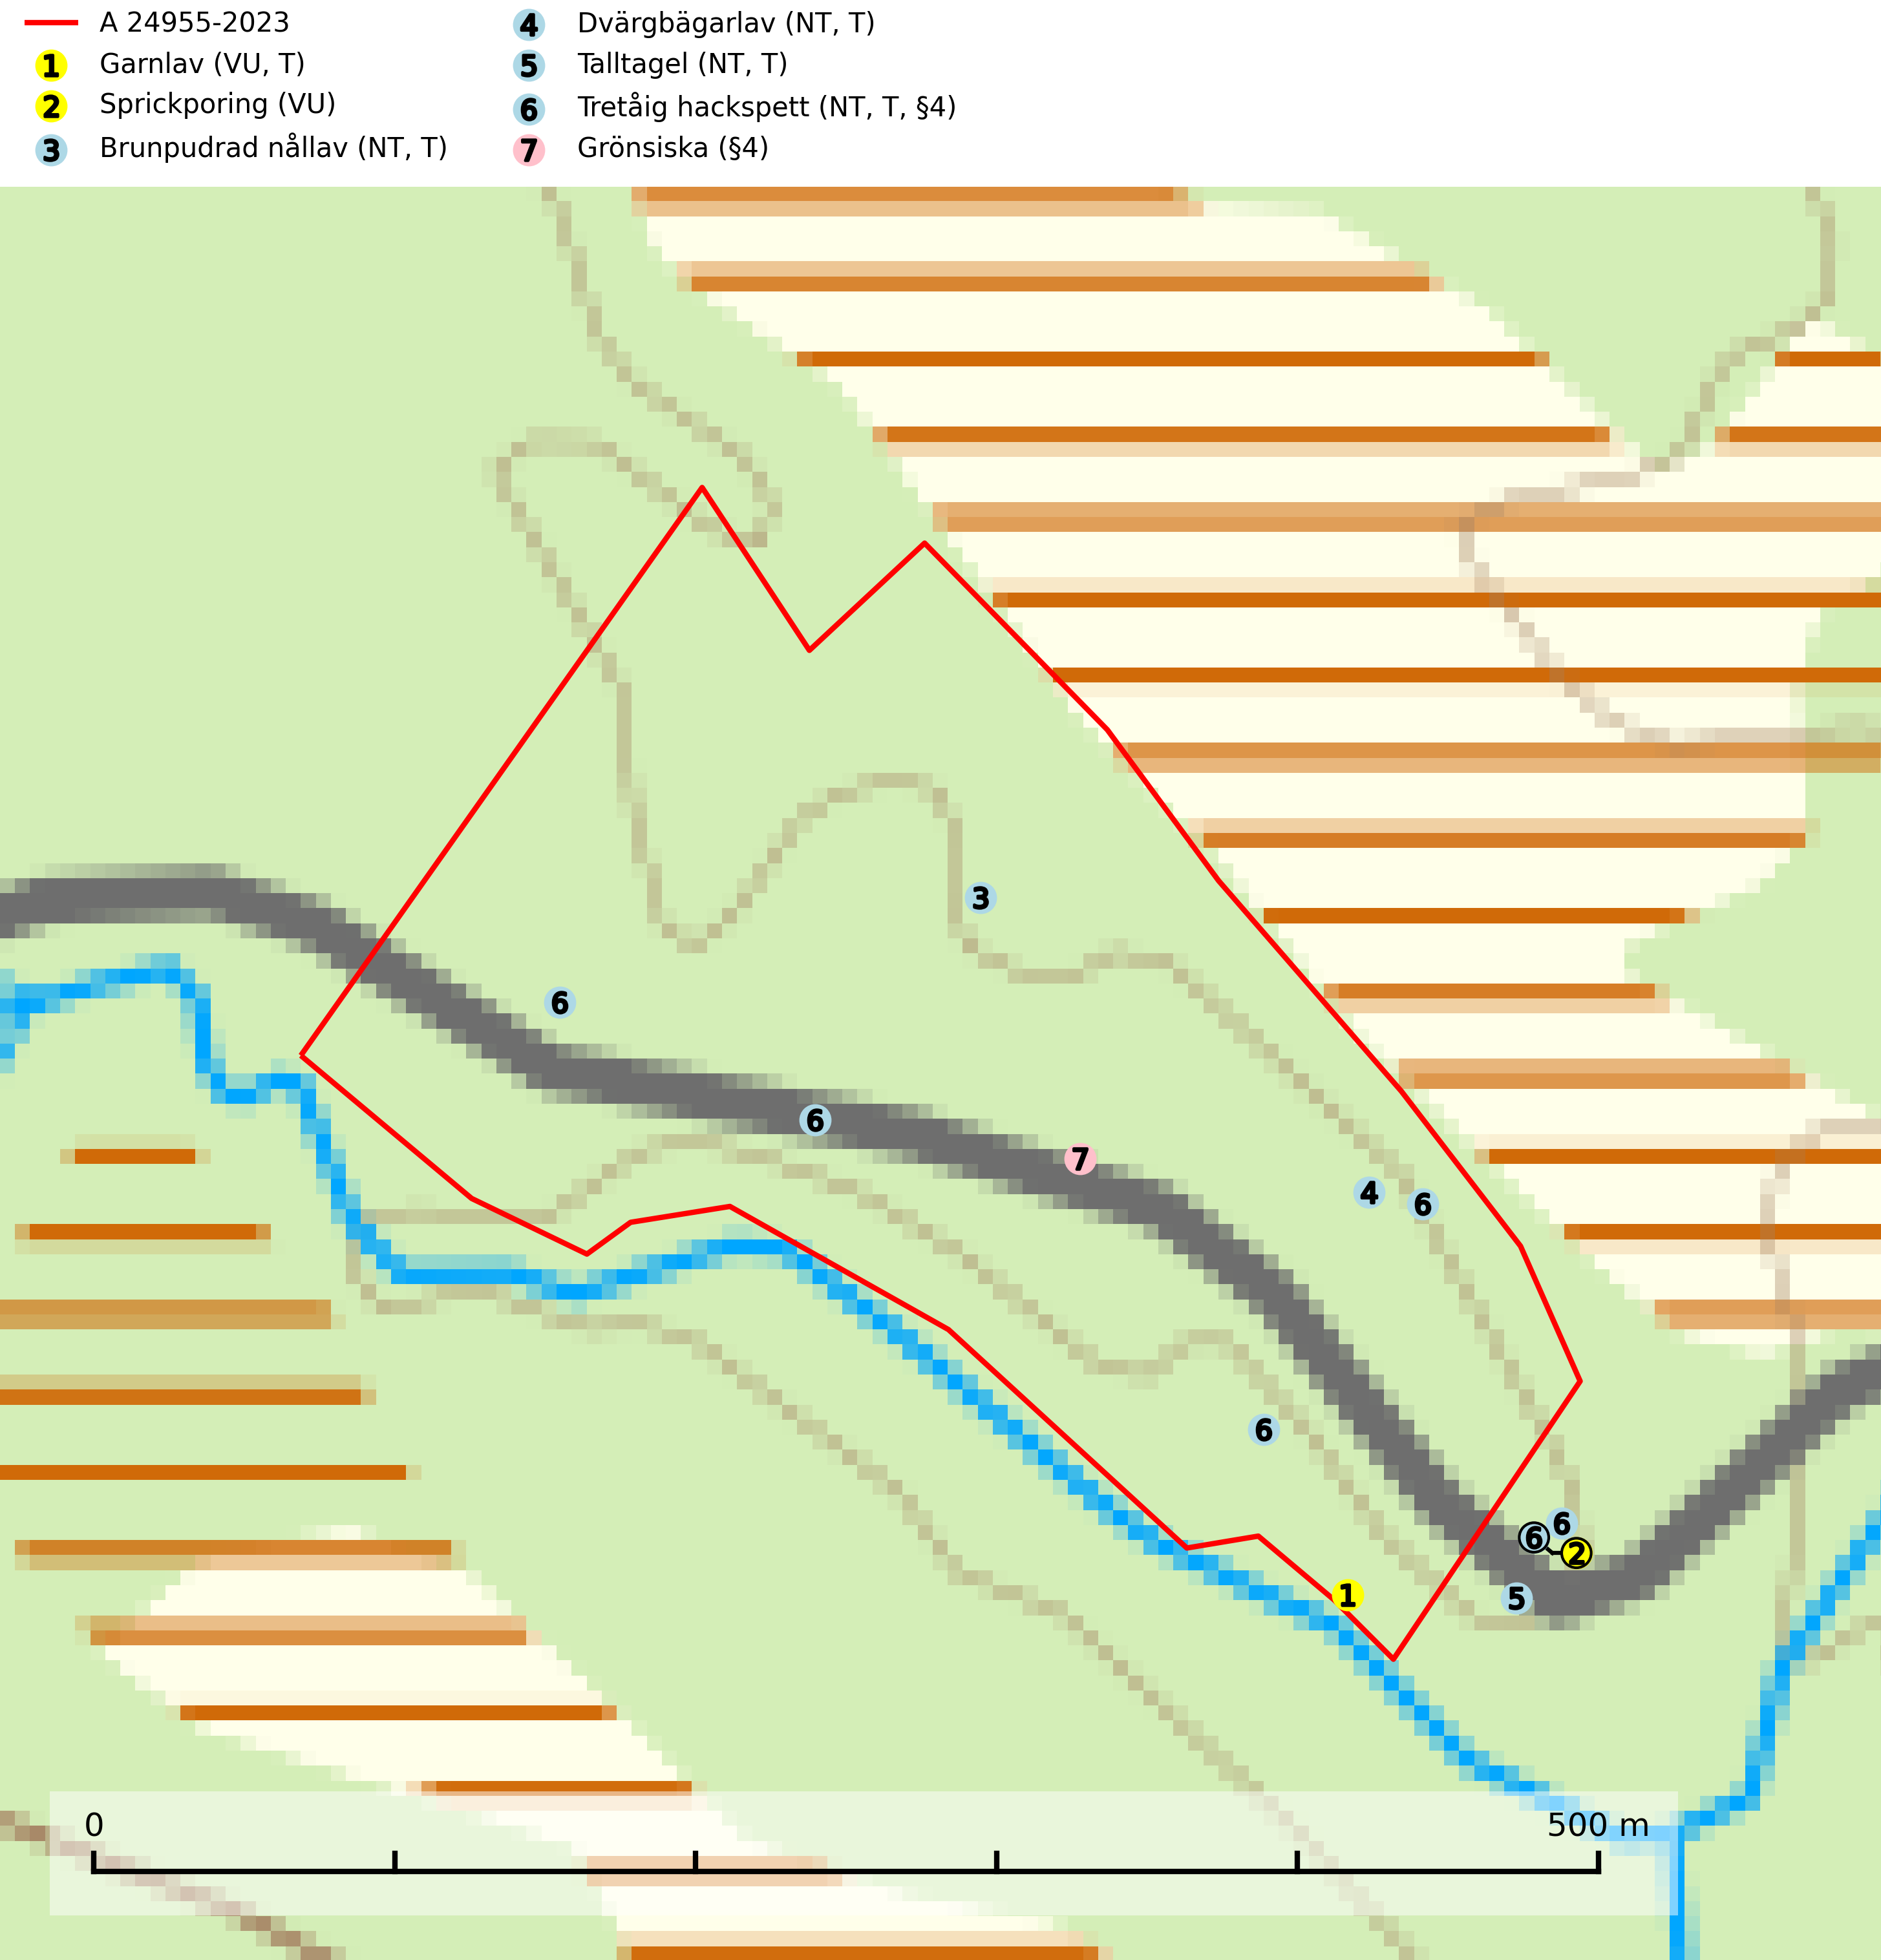 A 24955-2023
1 Garnlav (VU, T)
2 Sprickporing (VU)
3 Brunpudrad nållav (NT, T)
4 Dvärgbägarlav (NT, T)
5 Talltagel (NT, T)
6 Tretåig hackspett (NT, T, §4)
7 Grönsiska (§4)
3
6
6
7
4
6
6
6
6
2
1
5
0
500 m